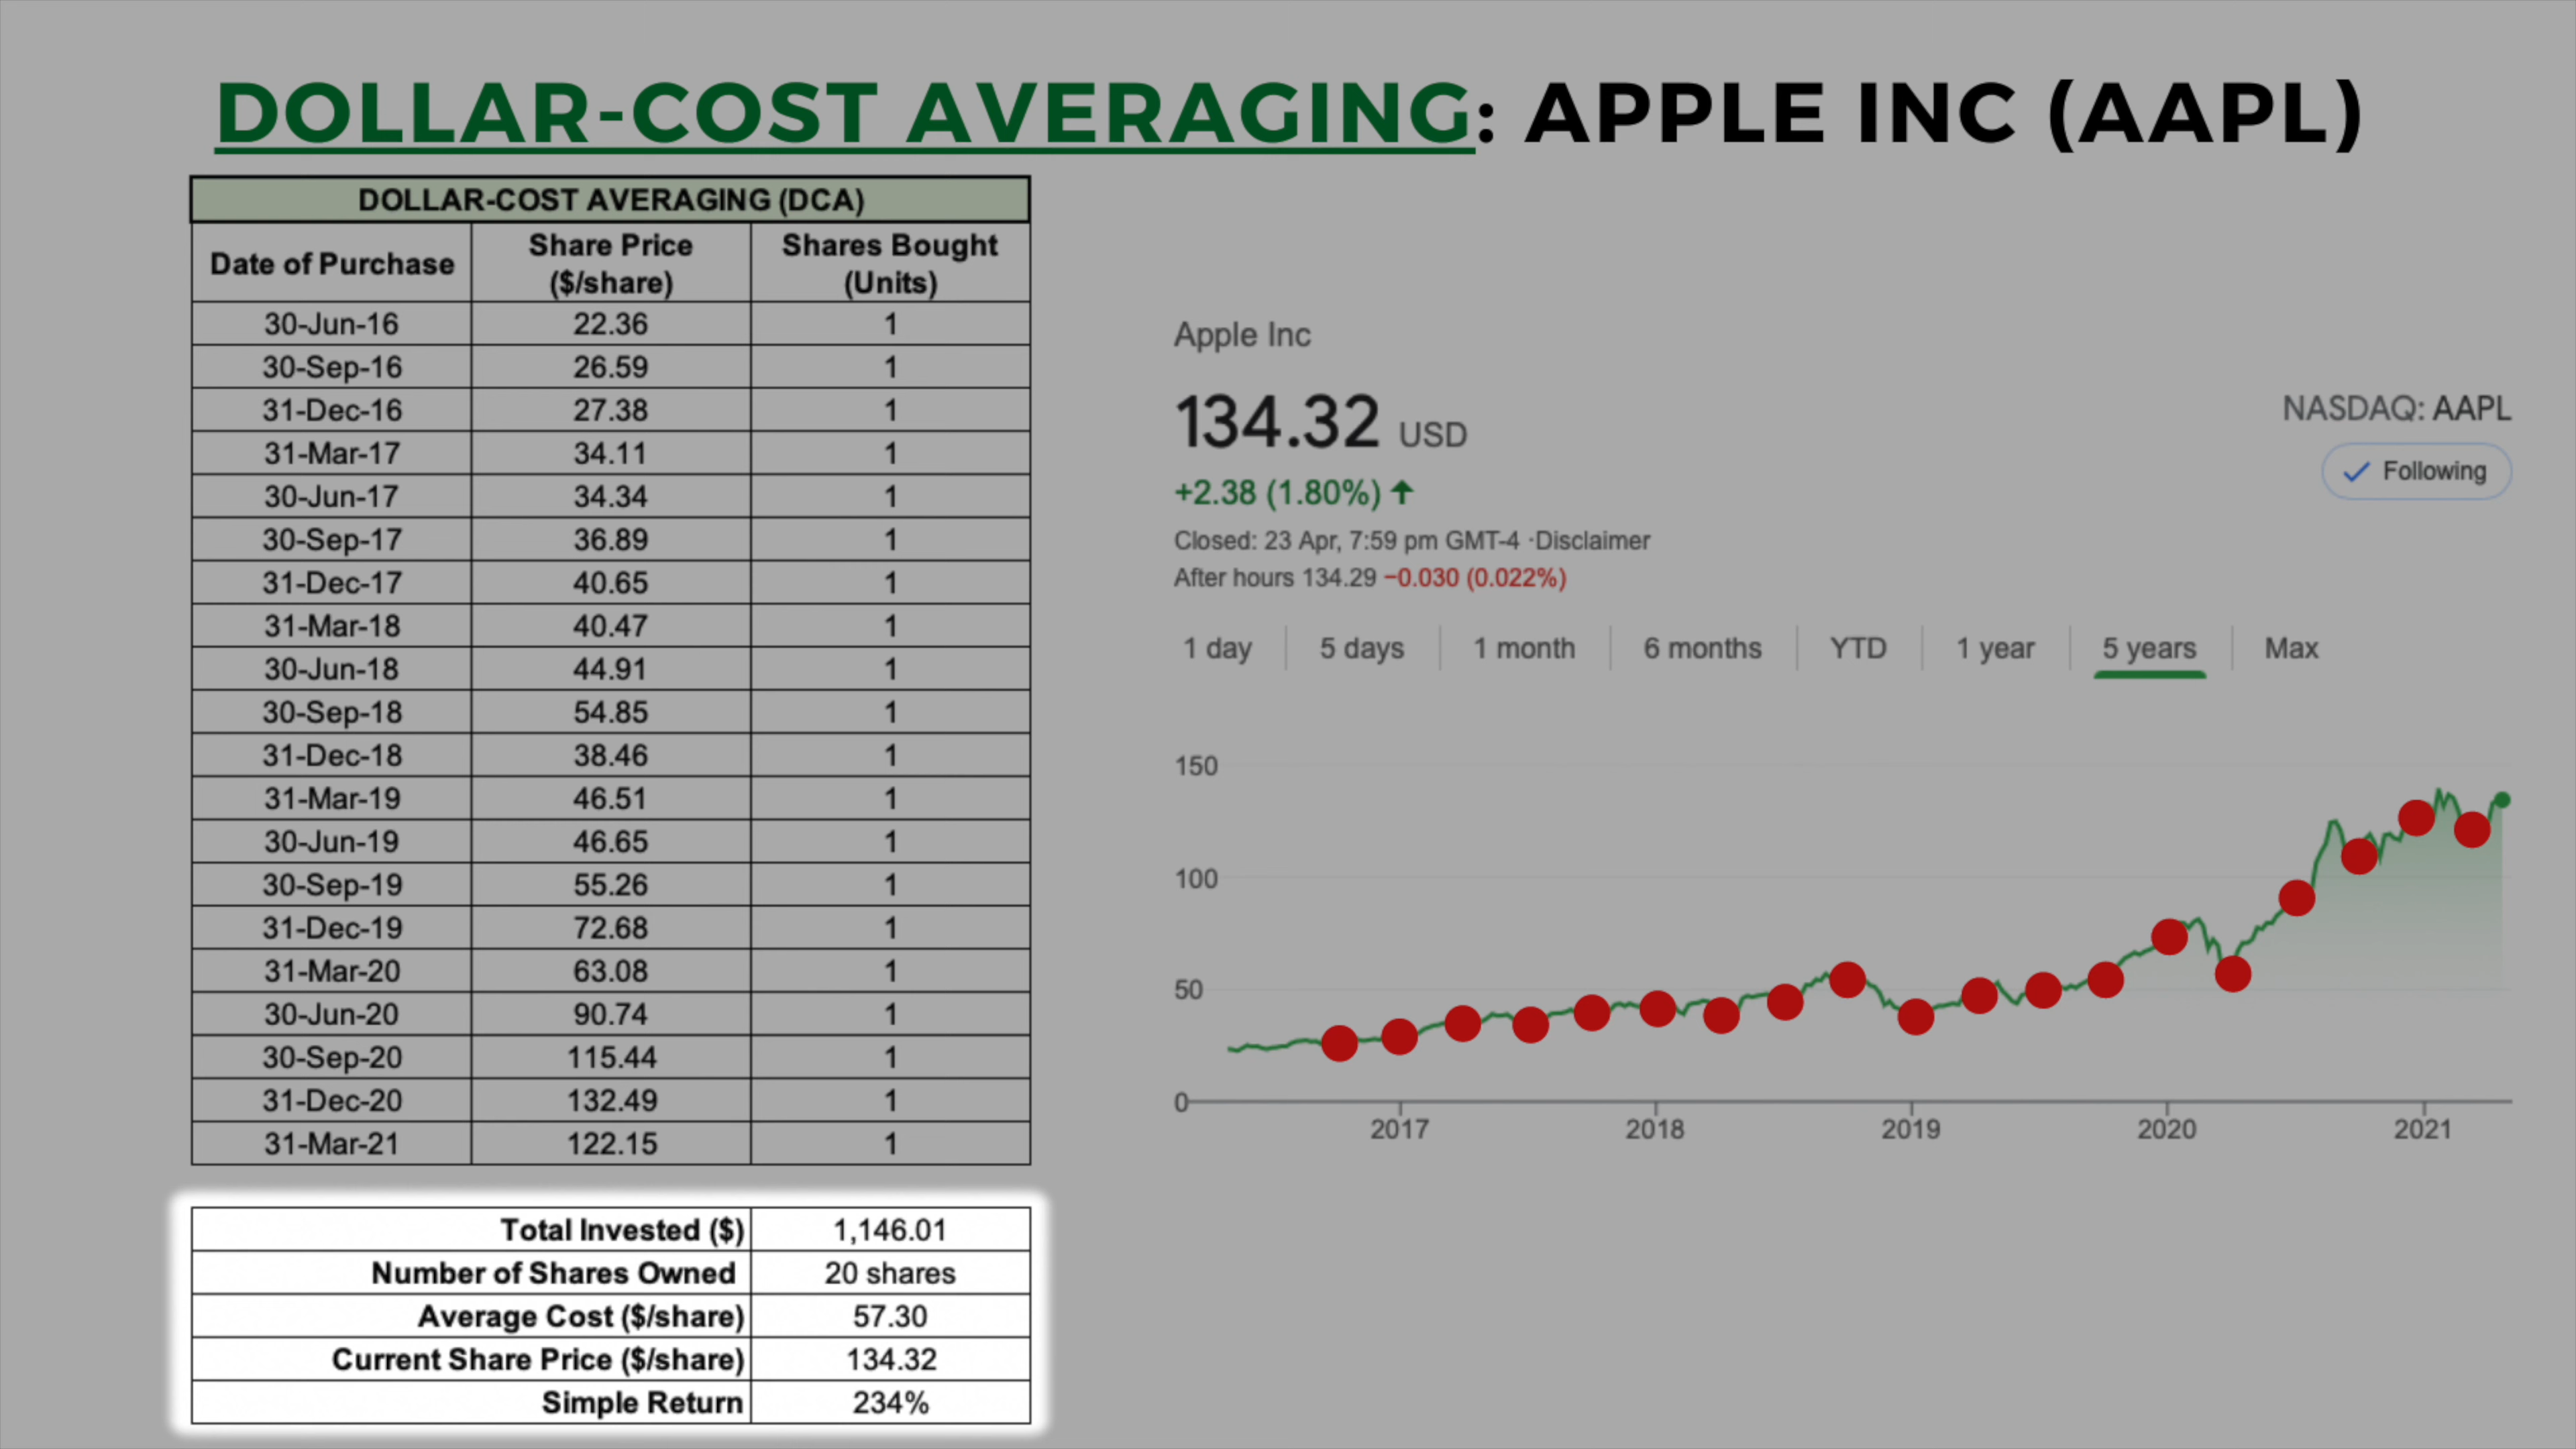 DOLLAR-COST AVERAGING: APPLE INC (AAPL)
DOLLAR-COST AVERAGING (DCA)
Date of Purchase Share Price ($/share) Shares Bought (Units)
30-Jun-16 22.36 1
30-Sep-16 26.59 1
31-Dec-16 27.38 1
31-Mar-17 34.11 1
30-Jun-17 34.34 1
30-Sep-17 36.89 1
31-Dec-17 40.65 1
31-Mar-18 40.47 1
30-Jun-18 44.91 1
30-Sep-18 54.85 1
31-Dec-18 38.46 1
31-Mar-19 46.51 1
30-Jun-19 46.65 1
30-Sep-19 55.26 1
31-Dec-19 72.68 1
31-Mar-20 63.08 1
30-Jun-20 90.74 1
30-Sep-20 115.44 1
31-Dec-20 132.49 1
31-Mar-21 122.15 1
Total Invested ($) 1,146.01
Number of Shares Owned 20 shares
Average Cost ($/share) 57.30
Current Share Price ($/share) 134.32
Simple Return 234%
Apple Inc
134.32 USD
NASDAQ: AAPL
+2.38 (1.80%) ↑
Following
Closed: 23 Apr, 7:59 pm GMT-4 ·Disclaimer
After hours 134.29 −0.030 (0.022%)
1 day 5 days 1 month 6 months YTD 1 year 5 years Max
150
100
50
0
2017 2018 2019 2020 2021